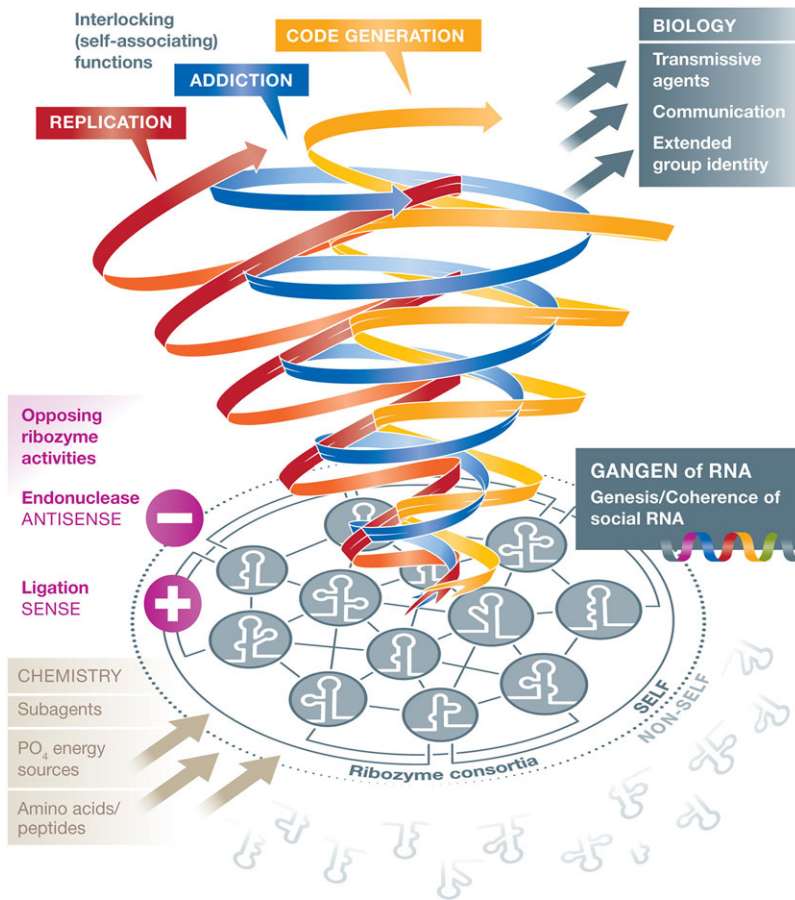 Interlocking
(self-associating)
functions
CODE GENERATION
ADDICTION
REPLICATION
BIOLOGY
Transmissive
agents
Communication
Extended
group identity
Opposing
ribozyme
activities
Endonuclease
ANTISENSE
Ligation
SENSE
GANGEN of RNA
Genesis/Coherence of
social RNA
CHEMISTRY
Subagents
PO₄ energy
sources
Amino acids/
peptides
SELF
NON-SELF
Ribozyme consortia